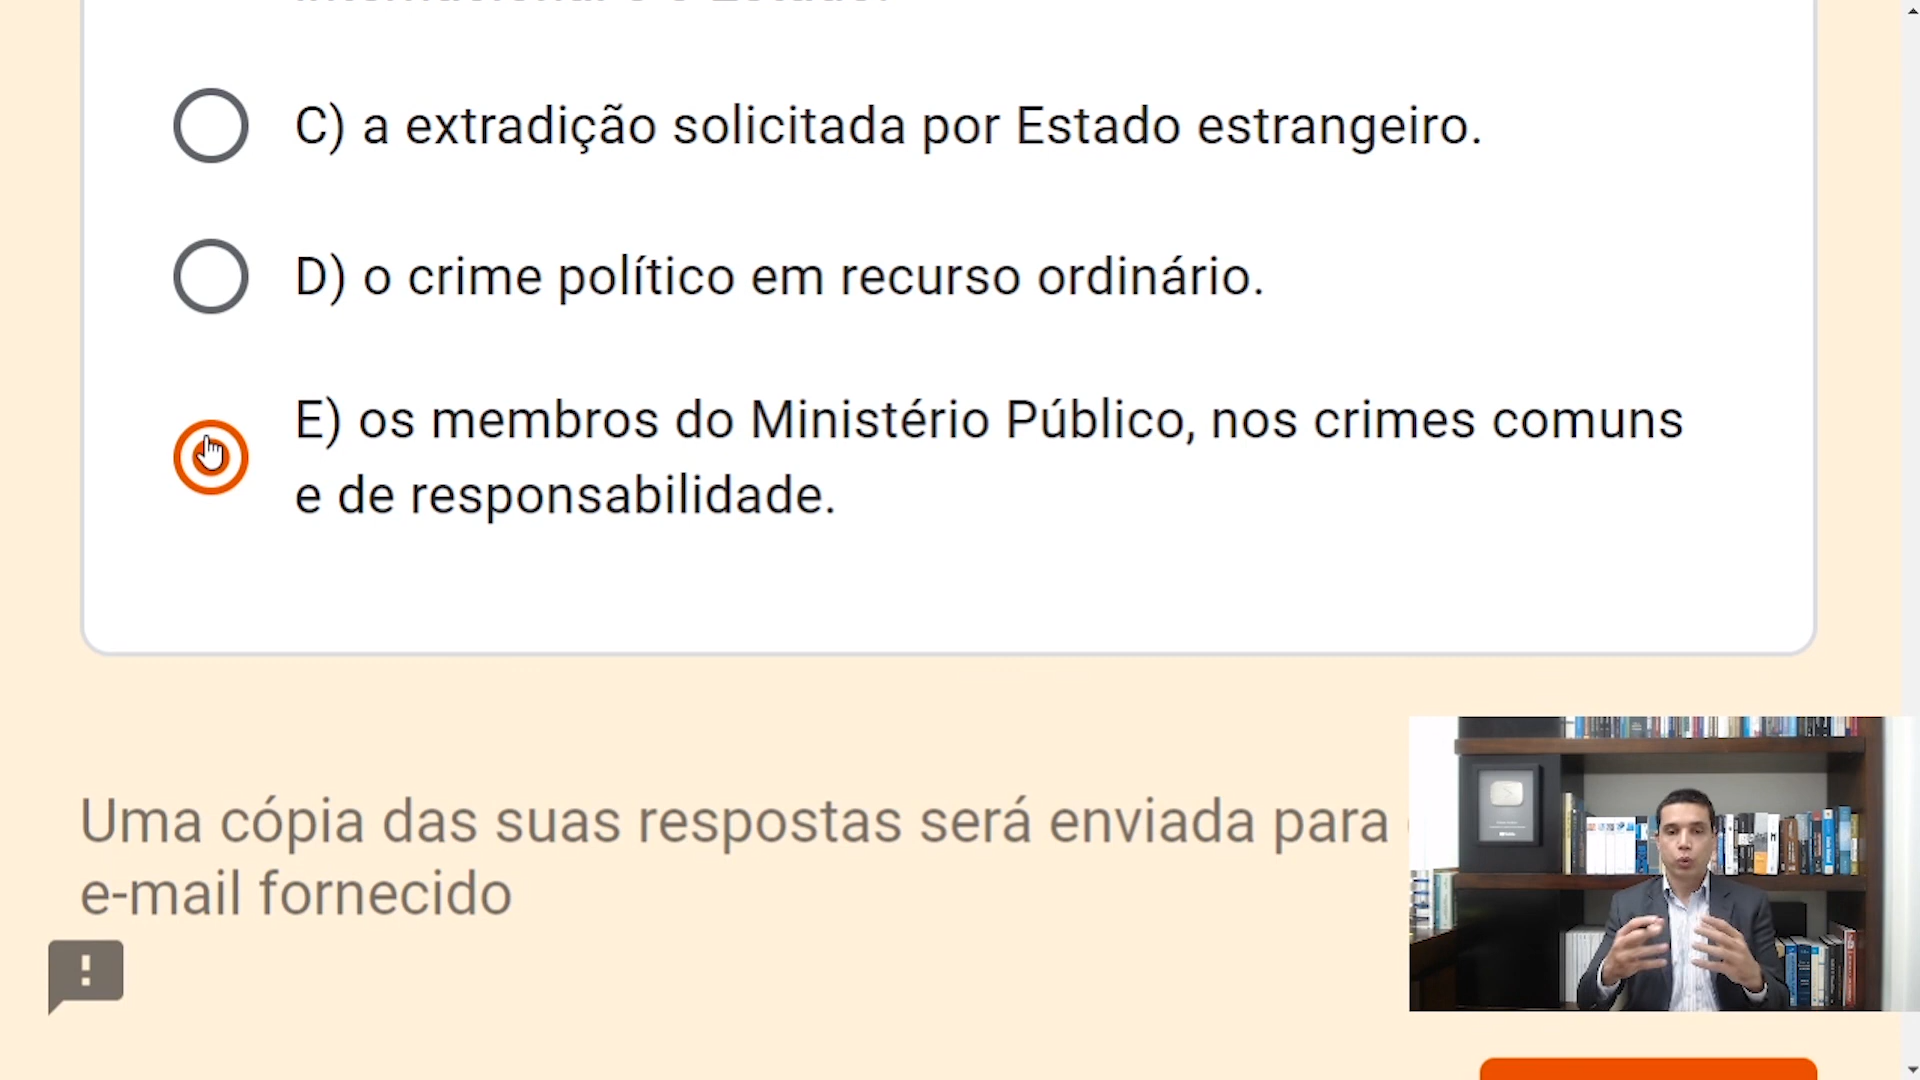 C) a extradição solicitada por Estado estrangeiro.
D) o crime político em recurso ordinário.
E) os membros do Ministério Público, nos crimes comuns
e de responsabilidade.
Uma cópia das suas respostas será enviada para
e-mail fornecido